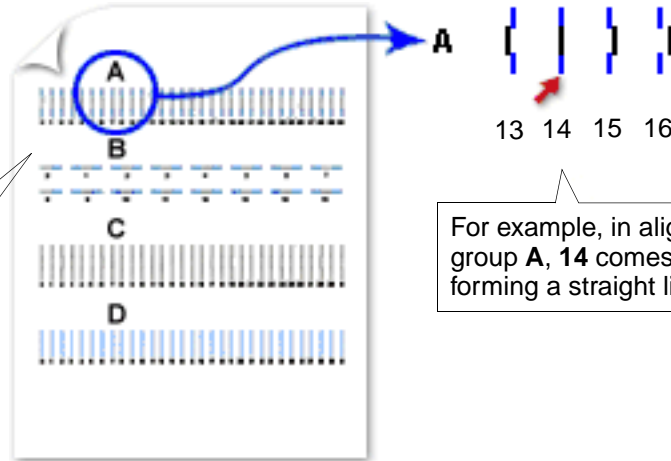 A
B
C
D
A
13 14 15 16
For example, in alig
group A, 14 comes
forming a straight li